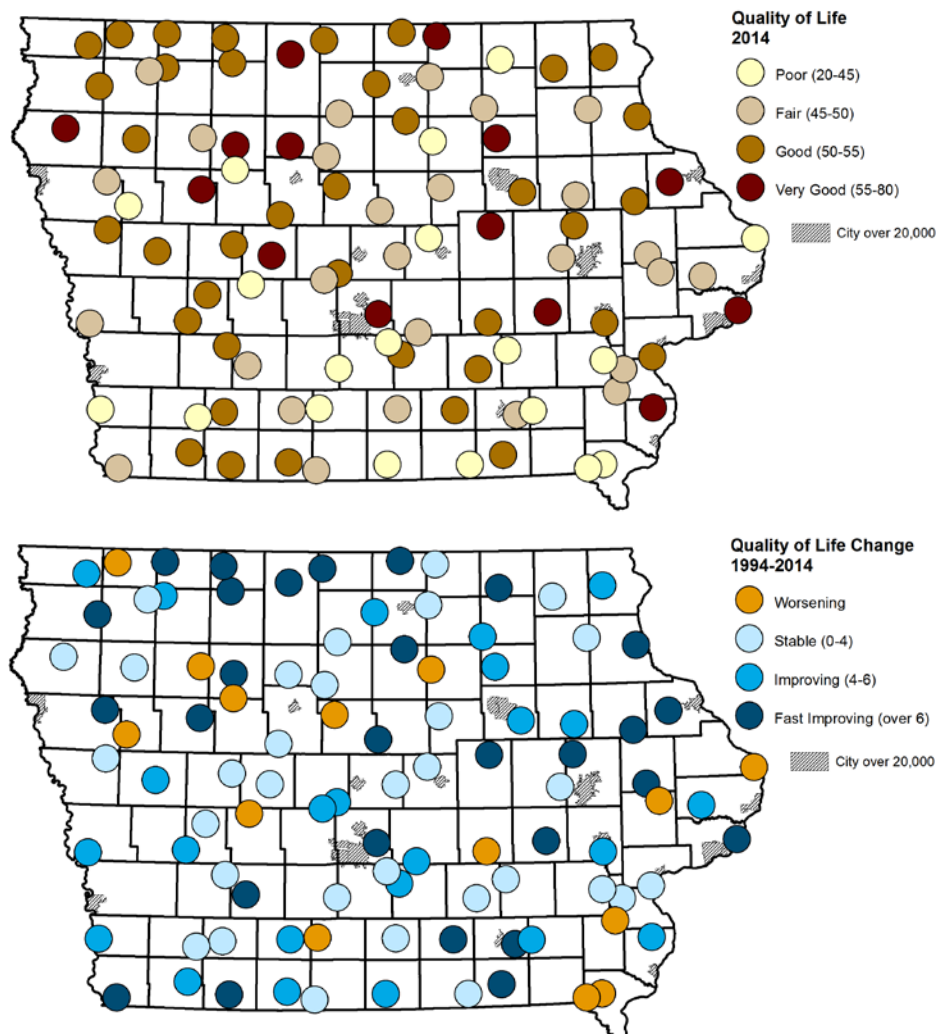 Quality of Life
2014
Poor (20-45)
Fair (45-50)
Good (50-55)
Very Good (55-80)
City over 20,000
Quality of Life Change
1994-2014
Worsening
Stable (0-4)
Improving (4-6)
Fast Improving (over 6)
City over 20,000